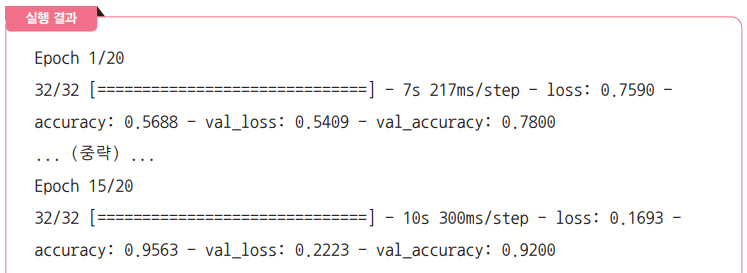 실행 결과
Epoch 1/20
32/32 [==============================] - 7s 217ms/step - loss: 0.7590 -
accuracy: 0.5688 - val_loss: 0.5409 - val_accuracy: 0.7800
... (중략) ...
Epoch 15/20
32/32 [==============================] - 10s 300ms/step - loss: 0.1693 -
accuracy: 0.9563 - val_loss: 0.2223 - val_accuracy: 0.9200